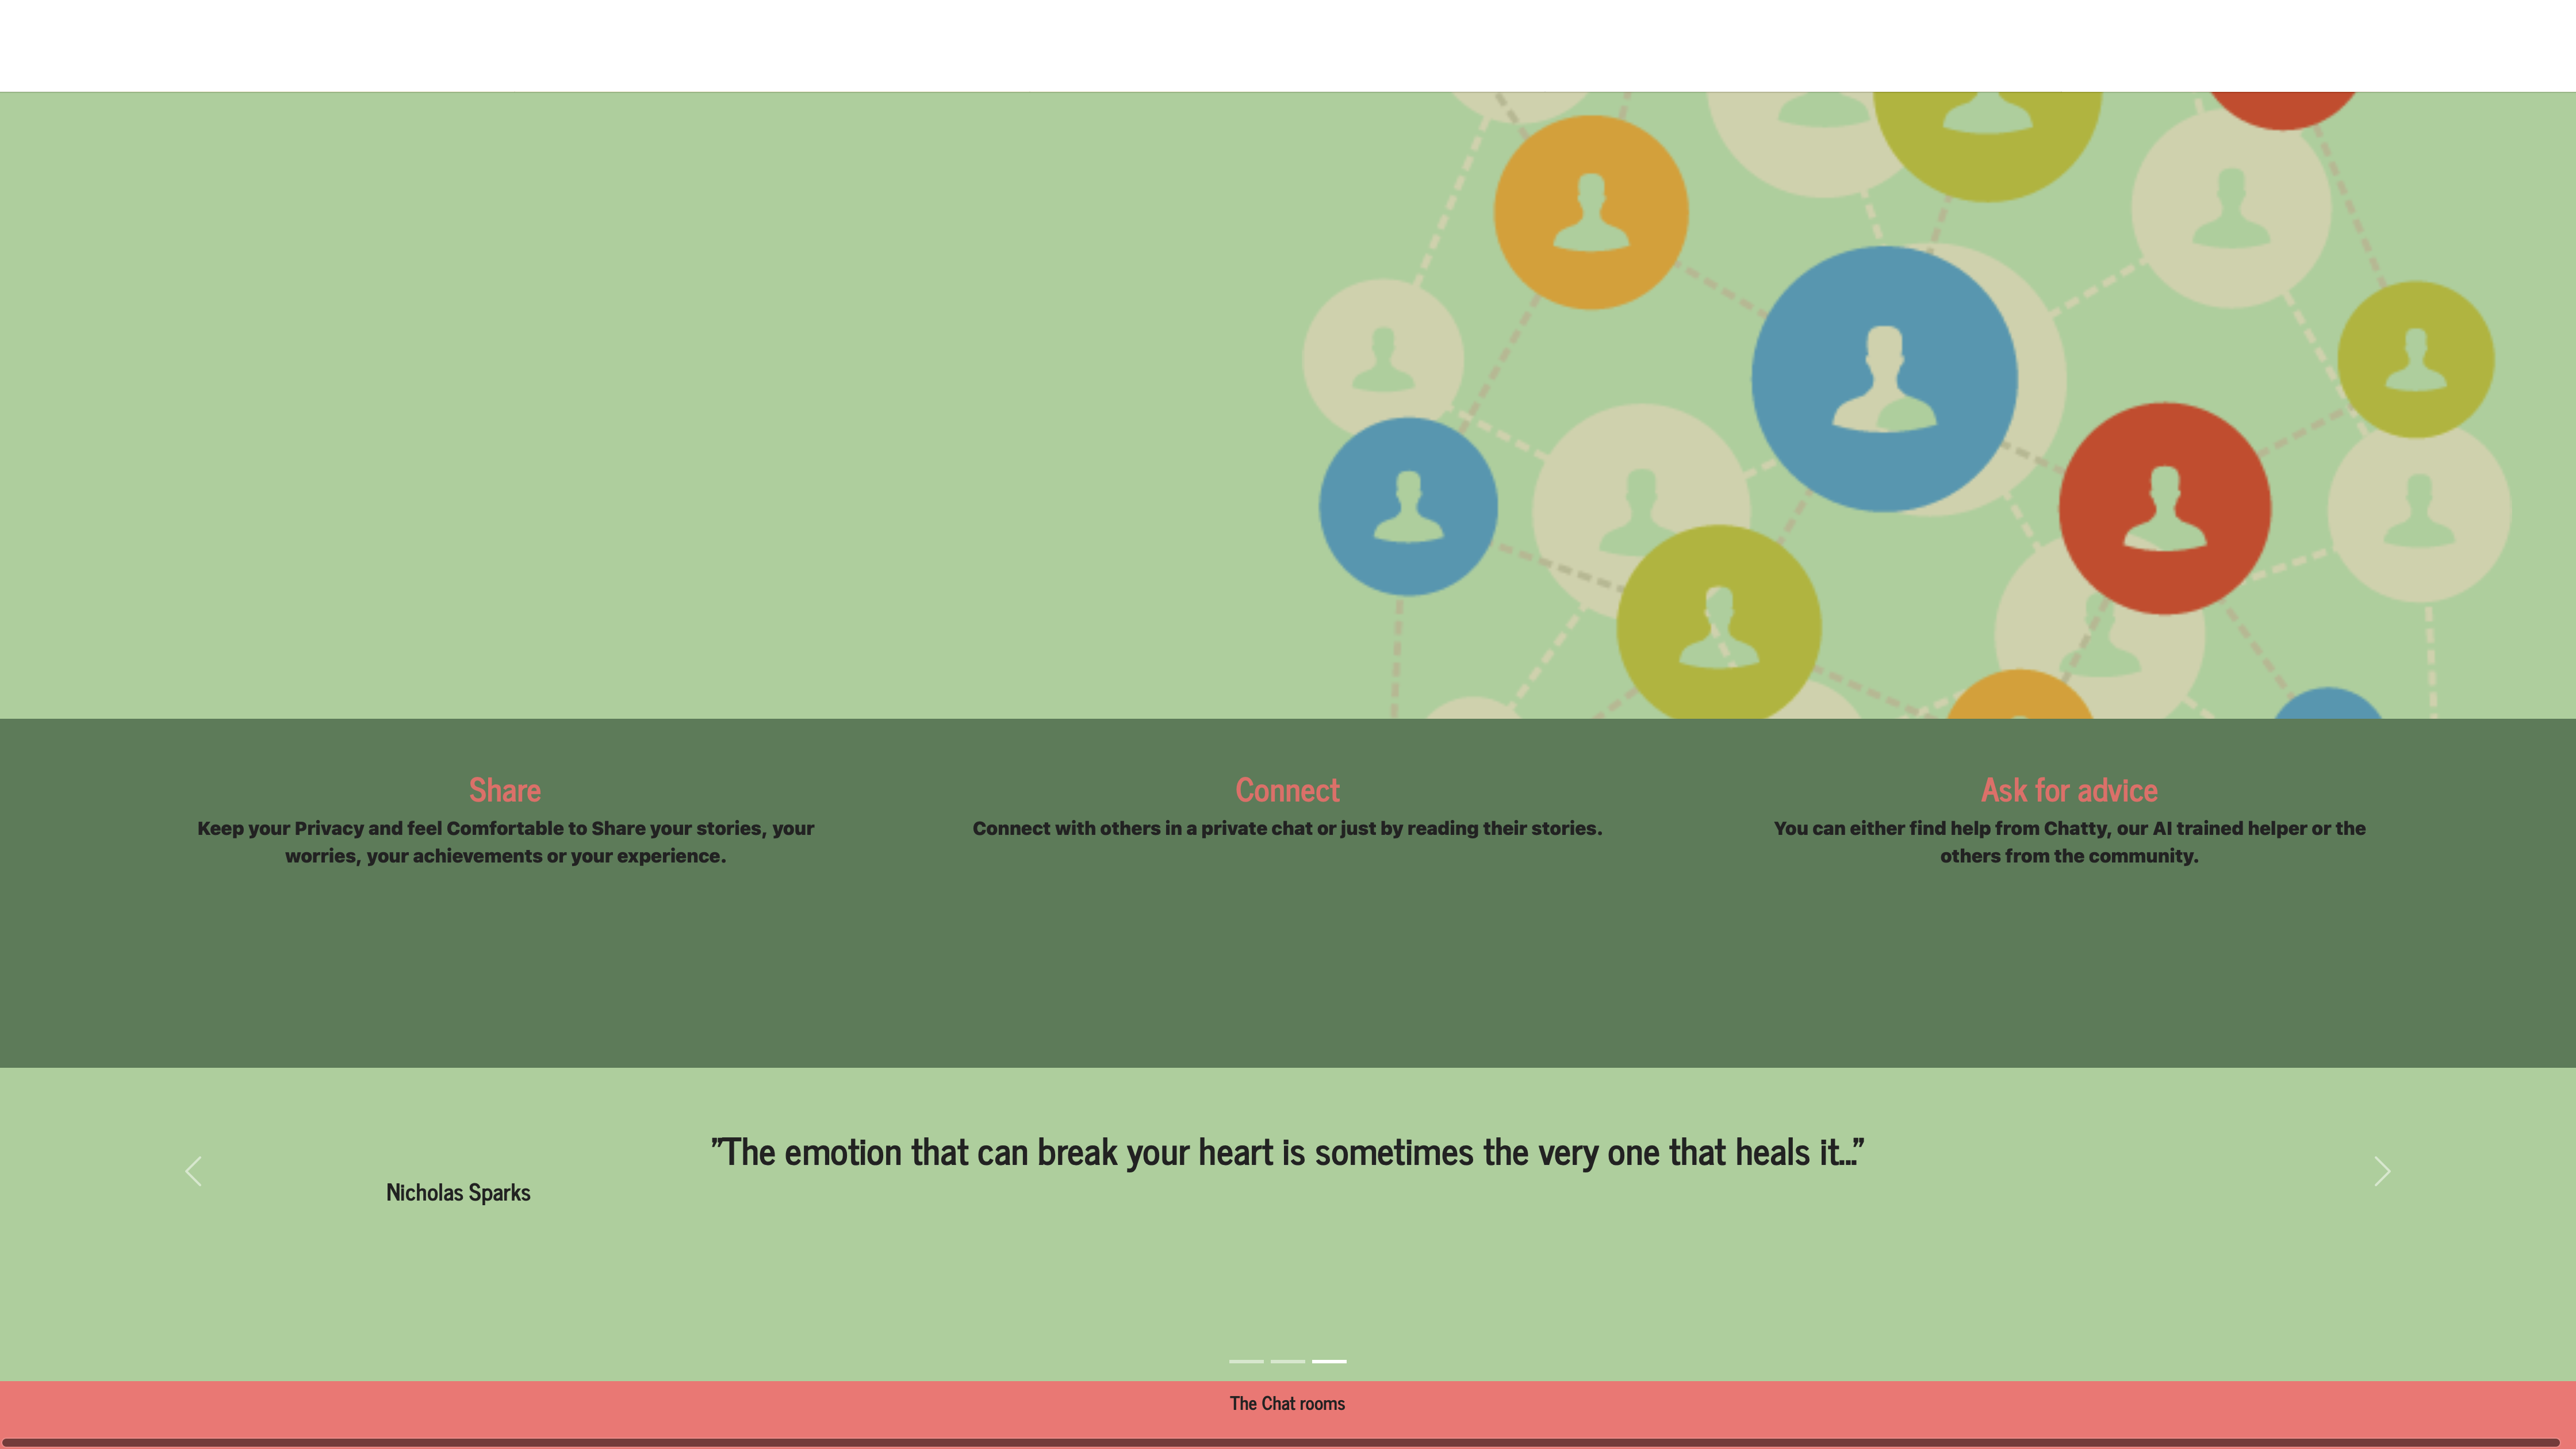 Share
Keep your Privacy and feel Comfortable to Share your stories, your
worries, your achievements or your experience.
Connect
Connect with others in a private chat or just by reading their stories.
Ask for advice
You can either find help from Chatty, our AI trained helper or the
others from the community.
"The emotion that can break your heart is sometimes the very one that heals it..."
Nicholas Sparks
The Chat rooms